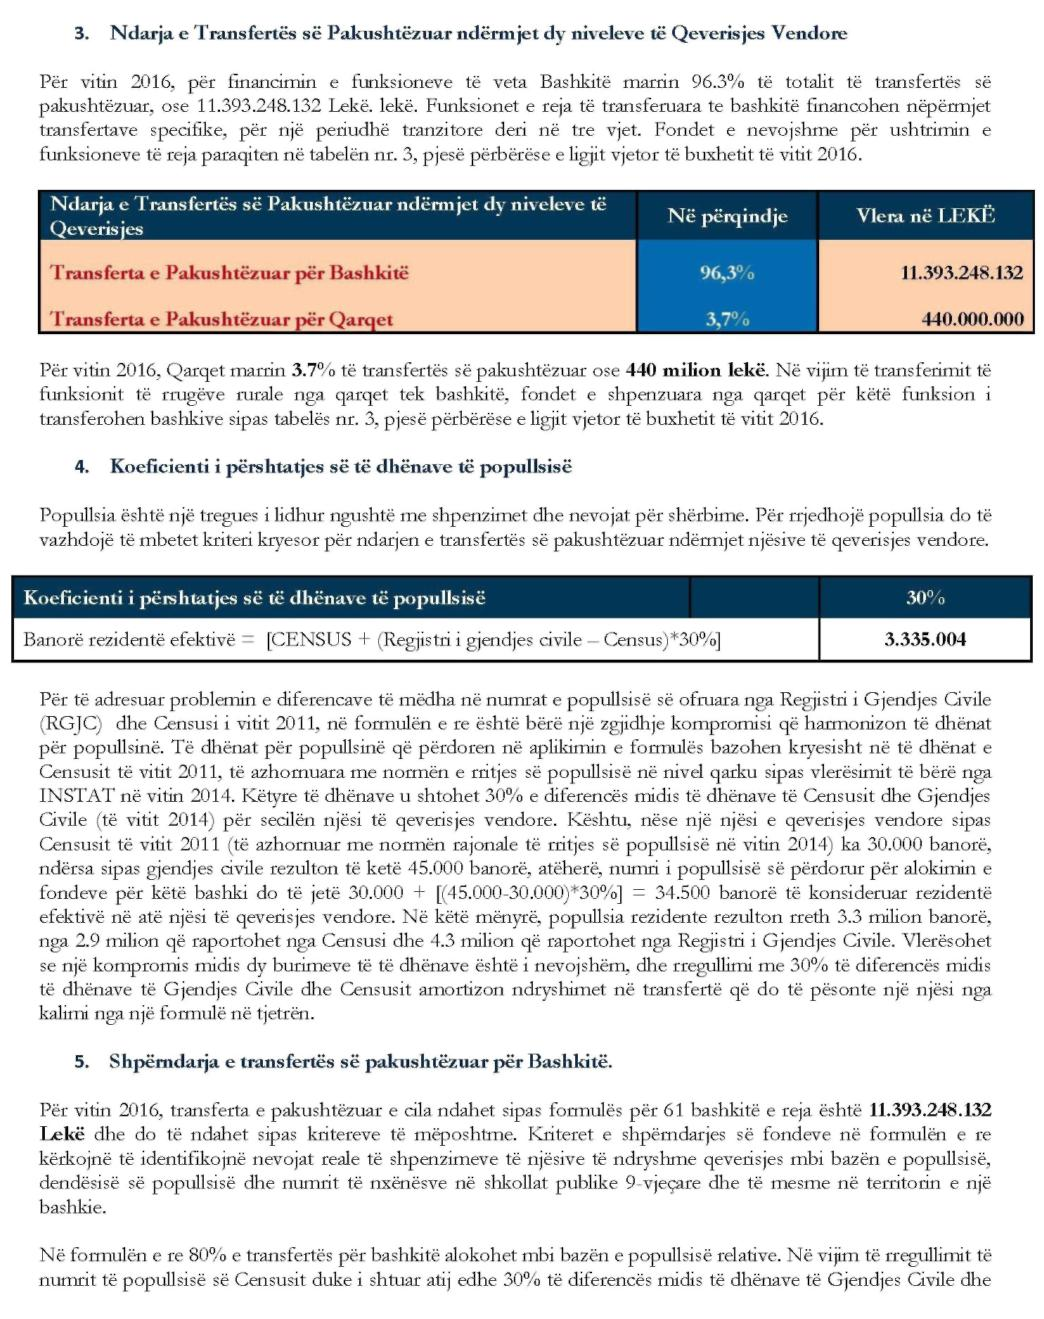 3. Ndarja e Transfertës së Pakushtëzuar ndërmjet dy niveleve të Qeverisjes Vendore
Për vitin 2016, për financimin e funksioneve të veta Bashkitë marrin 96.3% të totalit të transfertës së
pakushtëzuar, ose 11.393.248.132 Lekë. lekë. Funksionet e reja të transferuara te bashkitë financohen nëpërmjet
transfertave specifike, për një periudhë tranzitore deri në tre vjet. Fondet e nevojshme për ushtrimin e
funksioneve të reja paraqiten në tabelën nr. 3, pjesë përbërëse e ligjit vjetor të buxhetit të vitit 2016.
Ndarja e Transfertës së Pakushtëzuar ndërmjet dy niveleve të
Qeverisjes
Në përqindje
Vlera në LEKË
Transferta e Pakushtëzuar për Bashkitë 96,3% 11.393.248.132
Transferta e Pakushtëzuar për Qarqet 3,7% 440.000.000
Për vitin 2016, Qarqet marrin 3.7% të transfertës së pakushtëzuar ose 440 milion lekë. Në vijim të transferimit të
funksionit të rrugëve rurale nga qarqet tek bashkitë, fondet e shpenzuara nga qarqet për këtë funksion i
transferohen bashkive sipas tabelës nr. 3, pjesë përbërëse e ligjit vjetor të buxhetit të vitit 2016.
4. Koeficienti i përshtatjes së të dhënave të popullsisë
Popullsia është një tregues i lidhur ngushtë me shpenzimet dhe nevojat për shërbime. Për rrjedhojë popullsia do të
vazhdojë të mbetet kriteri kryesor për ndarjen e transfertës së pakushtëzuar ndërmjet njësive të qeverisjes vendore.
Koeficienti i përshtatjes së të dhënave të popullsisë 30%
Banorë rezidentë efektivë = [CENSUS + (Regjistri i gjendjes civile – Census)*30%] 3.335.004
Për të adresuar problemin e diferencave të mëdha në numrat e popullsisë së ofruara nga Regjistri i Gjendjes Civile
(RGJC) dhe Censusi i vitit 2011, në formulën e re është bërë një zgjidhje kompromisi që harmonizon të dhënat
për popullsinë. Të dhënat për popullsinë që përdoren në aplikimin e formulës bazohen kryesisht në të dhënat e
Censusit të vitit 2011, të azhornuara me normën e rritjes së popullsisë në nivel qarku sipas vlerësimit të bërë nga
INSTAT në vitin 2014. Këtyre të dhënave u shtohet 30% e diferencës midis të dhënave të Censusit dhe Gjendjes
Civile (të vitit 2014) për secilën njësi të qeverisjes vendore. Kështu, nëse një njësi e qeverisjes vendore sipas
Censusit të vitit 2011 (të azhornuar me normën rajonale të rritjes së popullsisë në vitin 2014) ka 30.000 banorë,
ndërsa sipas gjendjes civile rezulton të ketë 45.000 banorë, atëherë, numri i popullsisë së përdorur për alokimin e
fondeve për këtë bashki do të jetë 30.000 + [(45.000-30.000)*30%] = 34.500 banorë të konsideruar rezidentë
efektivë në atë njësi të qeverisjes vendore. Në këtë mënyrë, popullsia rezidente rezulton rreth 3.3 milion banorë,
nga 2.9 milion që raportohet nga Censusi dhe 4.3 milion që raportohet nga Regjistri i Gjendjes Civile. Vlerësohet
se një kompromis midis dy burimeve të të dhënave është i nevojshëm, dhe rregullimi me 30% të diferencës midis
të dhënave të Gjendjes Civile dhe Censusit amortizon ndryshimet në transfertë që do të pësonte një njësi nga
kalimi nga një formulë në tjetrën.
5. Shpërndarja e transfertës së pakushtëzuar për Bashkitë.
Për vitin 2016, transferta e pakushtëzuar e cila ndahet sipas formulës për 61 bashkitë e reja është 11.393.248.132
Lekë dhe do të ndahet sipas kritereve të mëposhtme. Kriteret e shpërndarjes së fondeve në formulën e re
kërkojnë të identifikojnë nevojat reale të shpenzimeve të njësive të ndryshme qeverisjes mbi bazën e popullsisë,
dendësisë së popullsisë dhe numrit të nxënësve në shkollat publike 9-vjeçare dhe të mesme në territorin e një
bashkie.
Në formulën e re 80% e transfertës për bashkitë alokohet mbi bazën e popullsisë relative. Në vijim të rregullimit të
numrit të popullsisë së Censusit duke i shtuar atij edhe 30% të diferencës midis të dhënave të Gjendjes Civile dhe